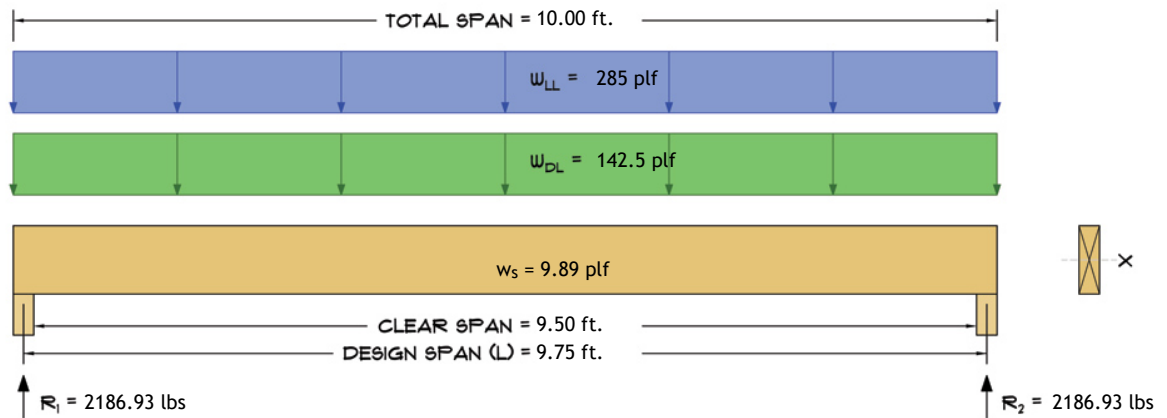 TOTAL SPAN = 10.00 ft.
WLL = 285 plf
WDL = 142.5 plf
ws = 9.89 plf
X
CLEAR SPAN = 9.50 ft.
DESIGN SPAN (L) = 9.75 ft.
R1 = 2186.93 lbs
R2 = 2186.93 lbs